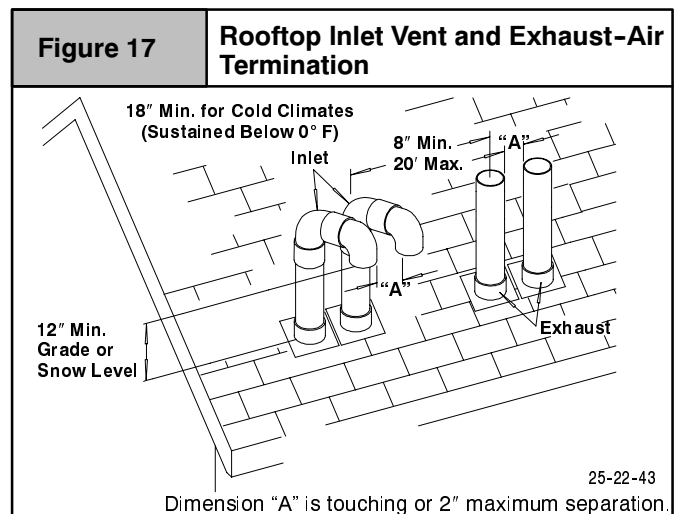 Figure 17
Rooftop Inlet Vent and Exhaust-Air
Termination
18″ Min. for Cold Climates
(Sustained Below 0° F)
Inlet
8″ Min.
20′ Max.
“A”
“A”
12″ Min.
Grade or
Snow Level
Exhaust
25-22-43
Dimension “A” is touching or 2″ maximum separation.